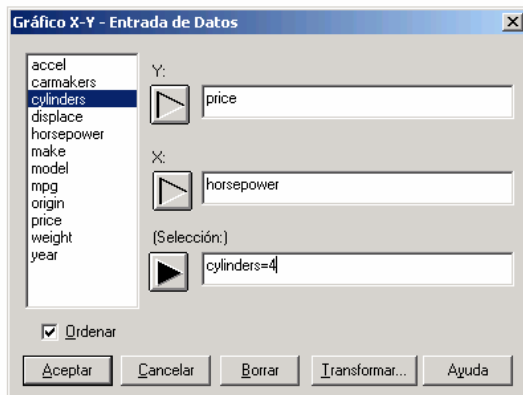 Gráfico X-Y - Entrada de Datos
accel
carmakers
cylinders
displace
horsepower
make
model
mpg
origin
price
weight
year
Y:
price
X:
horsepower
(Selección:)
cylinders=4
Ordenar
Aceptar
Cancelar
Borrar
Transformar...
Ayuda